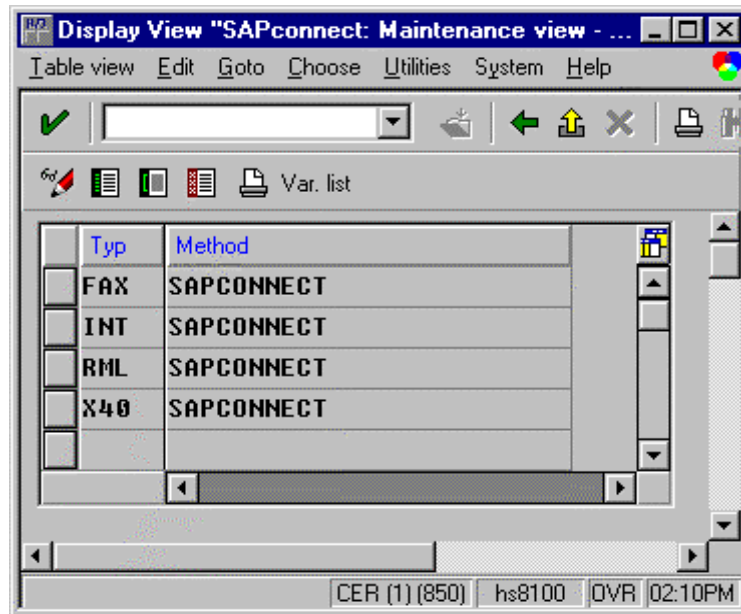 Display View "SAPconnect: Maintenance view - ...
Table view Edit Goto Choose Utilities System Help
Var. list
Typ Method
FAX SAPCONNECT
INT SAPCONNECT
RML SAPCONNECT
X40 SAPCONNECT
CER (1) (850) hs8100 OVR 02:10PM